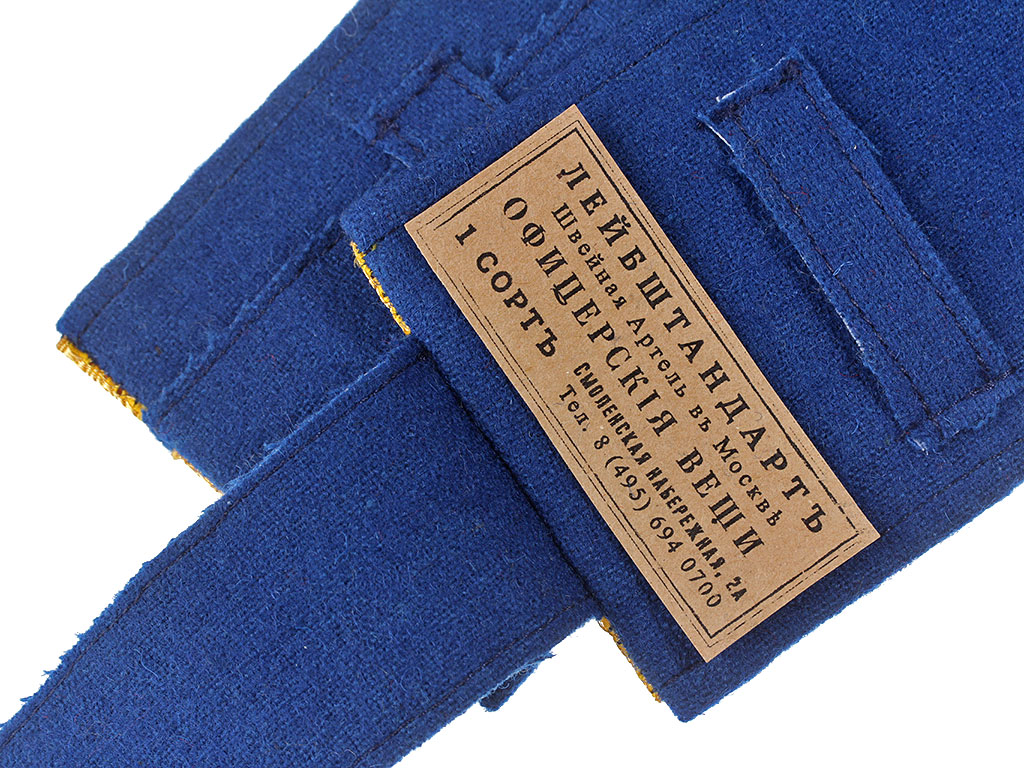 ЛЕЙБШТАНДАРТЪ
Швейная Артель въ Москвѣ
ОФИЦЕРСКІЯ ВЕЩИ
1 СОРТЪ
СМОЛЕНСКАЯ НАБЕРЕЖНАЯ, 2А
Тел. 8 (495) 694 0700